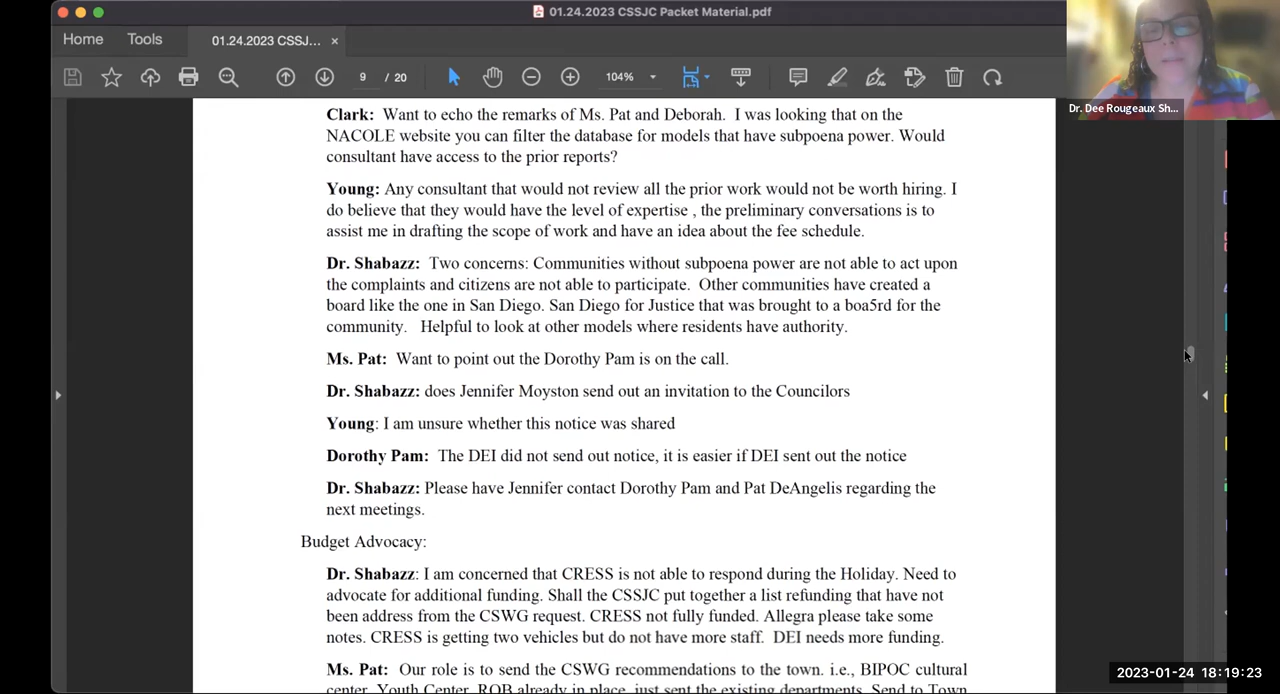 01.24.2023 CSSJC Packet Material.pdf
Home
Tools
01.24.2023 CSSJ...
9 / 20
104%
Dr. Dee Rougeaux Sh...
Clark: Want to echo the remarks of Ms. Pat and Deborah. I was looking that on the
NACOLE website you can filter the database for models that have subpoena power. Would
consultant have access to the prior reports?
Young: Any consultant that would not review all the prior work would not be worth hiring. I
do believe that they would have the level of expertise , the preliminary conversations is to
assist me in drafting the scope of work and have an idea about the fee schedule.
Dr. Shabazz: Two concerns: Communities without subpoena power are not able to act upon
the complaints and citizens are not able to participate. Other communities have created a
board like the one in San Diego. San Diego for Justice that was brought to a boa5rd for the
community. Helpful to look at other models where residents have authority.
Ms. Pat: Want to point out the Dorothy Pam is on the call.
Dr. Shabazz: does Jennifer Moyston send out an invitation to the Councilors
Young: I am unsure whether this notice was shared
Dorothy Pam: The DEI did not send out notice, it is easier if DEI sent out the notice
Dr. Shabazz: Please have Jennifer contact Dorothy Pam and Pat DeAngelis regarding the
next meetings.
Budget Advocacy:
Dr. Shabazz: I am concerned that CRESS is not able to respond during the Holiday. Need to
advocate for additional funding. Shall the CSSJC put together a list refunding that have not
been address from the CSWG request. CRESS not fully funded. Allegra please take some
notes. CRESS is getting two vehicles but do not have more staff. DEI needs more funding.
Ms. Pat: Our role is to send the CSWG recommendations to the town. i.e., BIPOC cultural
center, Youth Center, ROB already in place, just sent the existing departments. Send to Town
2023-01-24 18:19:23